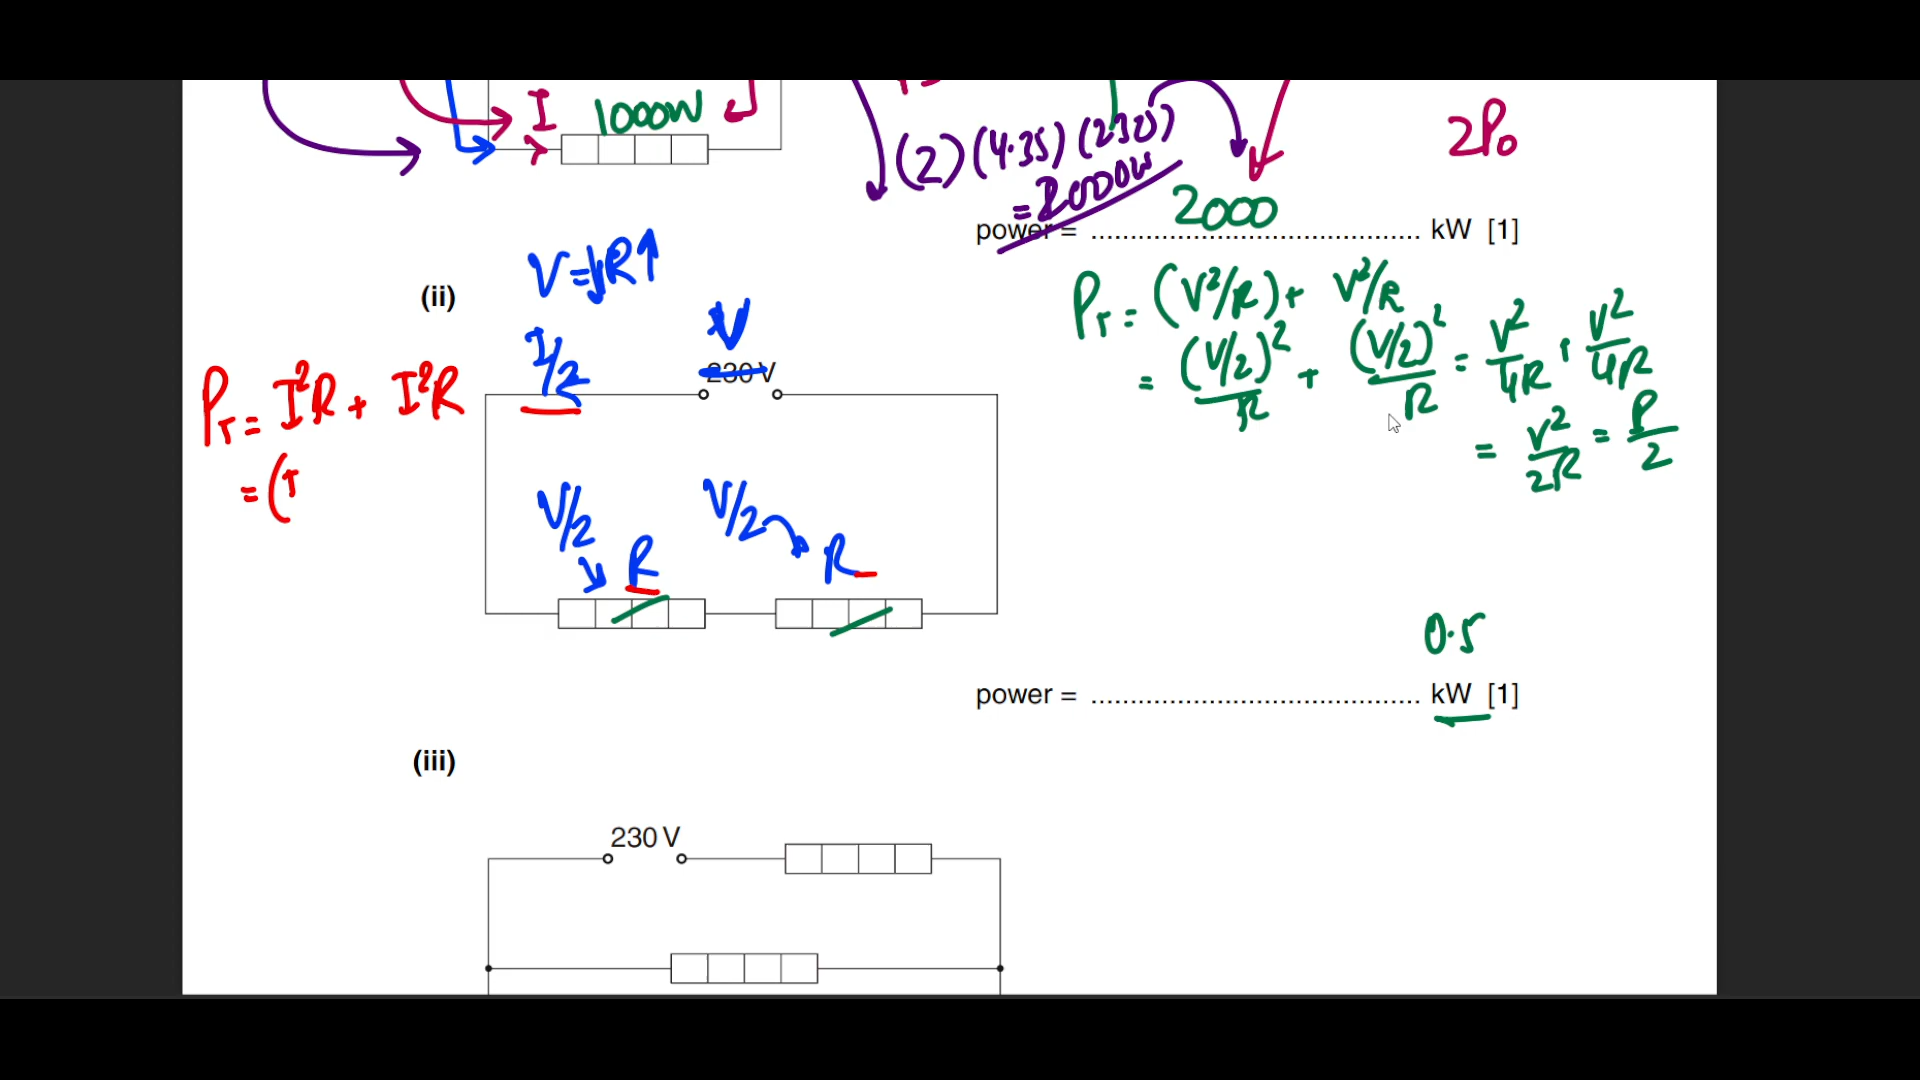 I 1000W
(2)(4.35)(230)
= 2000W
2P₀
2000
power = ........................................ kW [1]
(ii)
V = IR
I/2
V
230 V
Pт = (V²/R) + V²/R
= (V/2)²/R + (V/2)²/R = V²/4R + V²/4R
= V²/2R = P/2
Pт = I²R + I²R
= (I
V/2
V/2
R
R
0.5
power = ........................................ kW [1]
(iii)
230 V